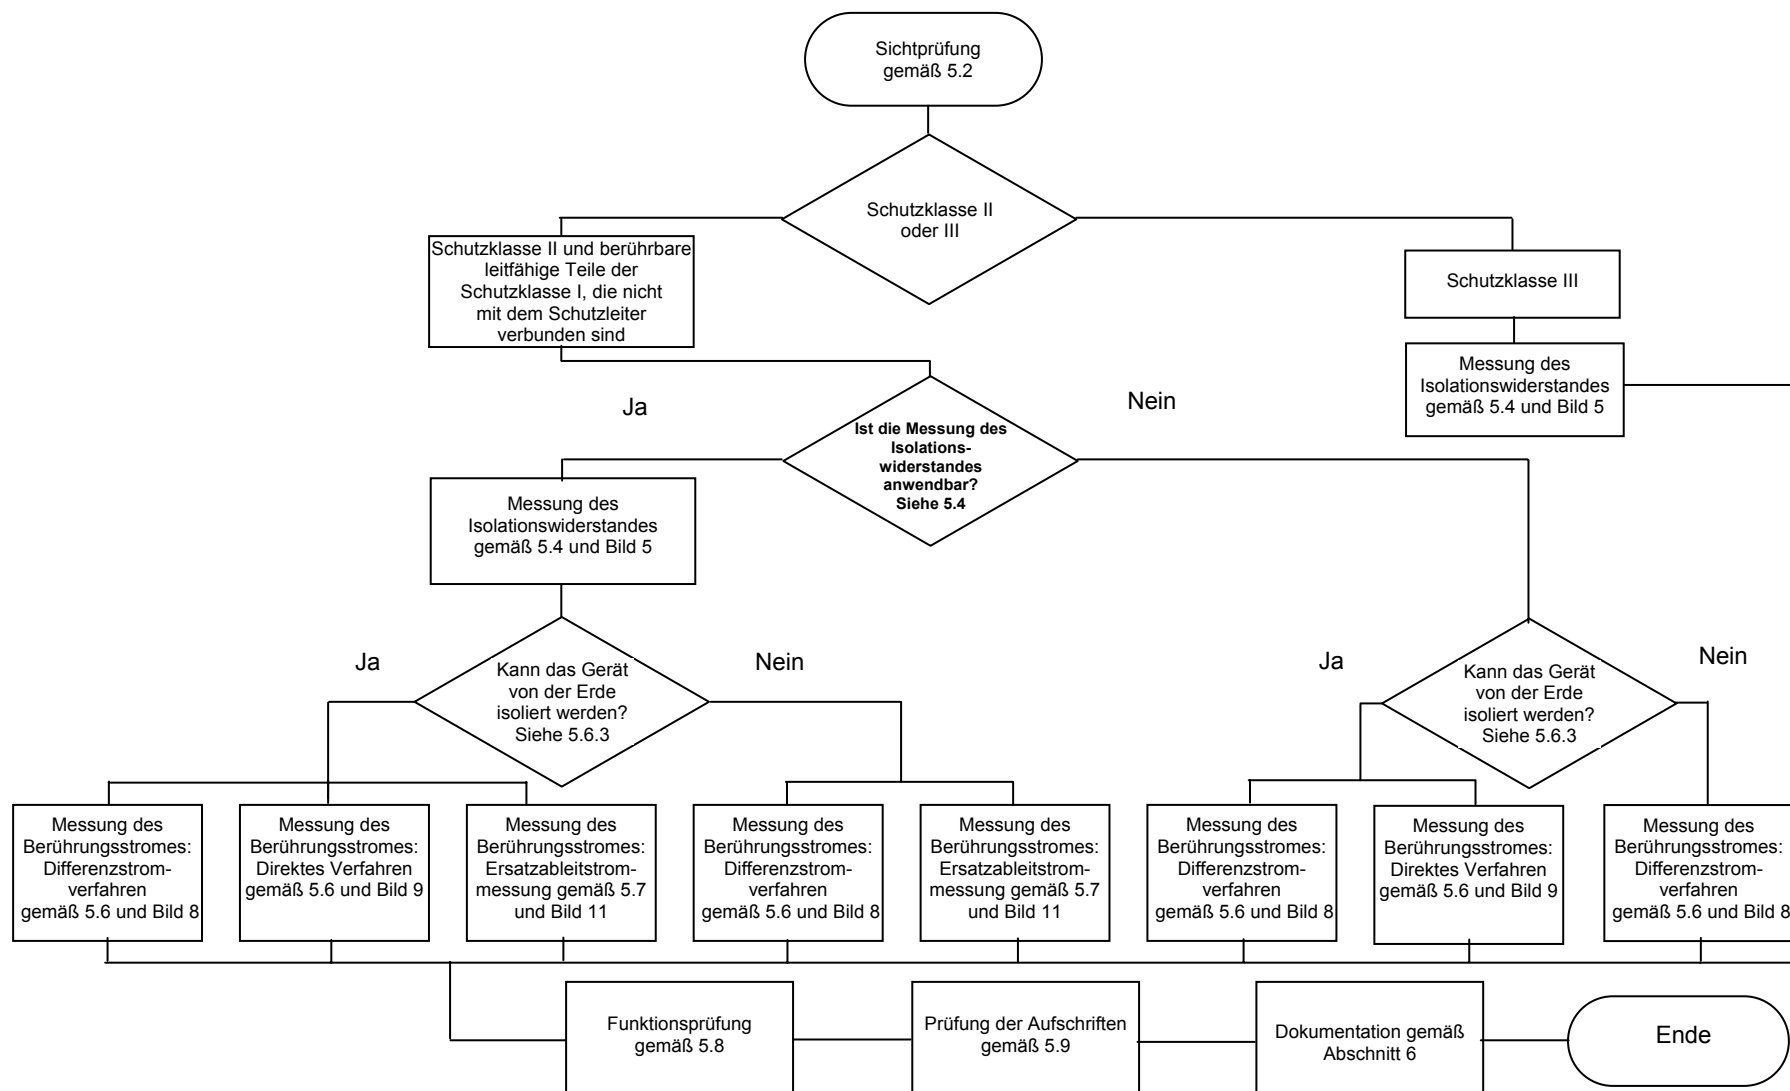 Sichtprüfung
gemäß 5.2
Schutzklasse II
oder III
Schutzklasse II und berührbare
leitfähige Teile der
Schutzklasse I, die nicht
mit dem Schutzleiter
verbunden sind
Schutzklasse III
Messung des
Isolationswiderstandes
gemäß 5.4 und Bild 5
Ja
Nein
Ist die Messung des
Isolations-
widerstandes
anwendbar?
Siehe 5.4
Messung des
Isolationswiderstandes
gemäß 5.4 und Bild 5
Ja
Nein
Kann das Gerät
von der Erde
isoliert werden?
Siehe 5.6.3
Ja
Nein
Kann das Gerät
von der Erde
isoliert werden?
Siehe 5.6.3
Messung des
Berührungsstromes:
Differenzstrom-
verfahren
gemäß 5.6 und Bild 8
Messung des
Berührungsstromes:
Direktes Verfahren
gemäß 5.6 und Bild 9
Messung des
Berührungsstromes:
Ersatzableitstrom-
messung gemäß 5.7
und Bild 11
Messung des
Berührungsstromes:
Differenzstrom-
verfahren
gemäß 5.6 und Bild 8
Messung des
Berührungsstromes:
Ersatzableitstrom-
messung gemäß 5.7
und Bild 11
Messung des
Berührungsstromes:
Differenzstrom-
verfahren
gemäß 5.6 und Bild 8
Messung des
Berührungsstromes:
Direktes Verfahren
gemäß 5.6 und Bild 9
Messung des
Berührungsstromes:
Differenzstrom-
verfahren
gemäß 5.6 und Bild 8
Funktionsprüfung
gemäß 5.8
Prüfung der Aufschriften
gemäß 5.9
Dokumentation gemäß
Abschnitt 6
Ende